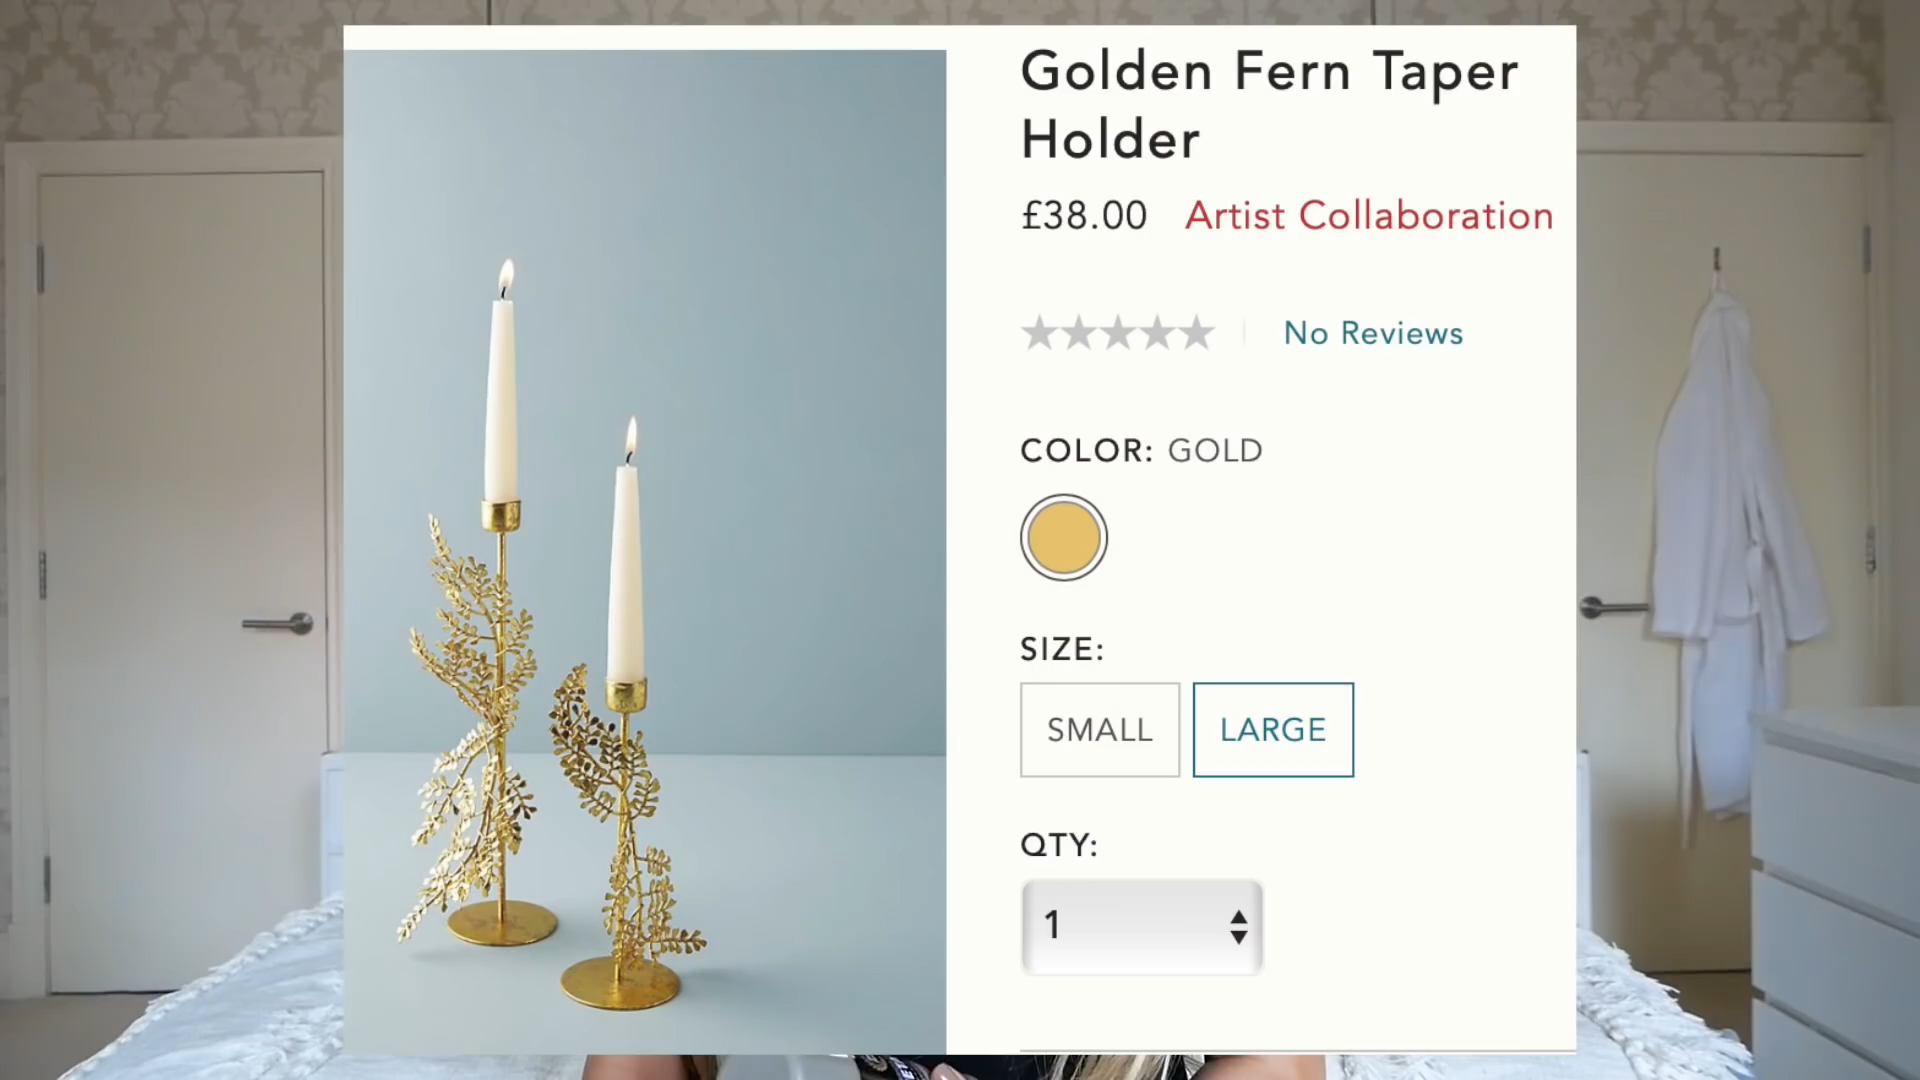 Golden Fern Taper
Holder
£38.00 Artist Collaboration
No Reviews
COLOR: GOLD
SIZE:
SMALL LARGE
QTY:
1